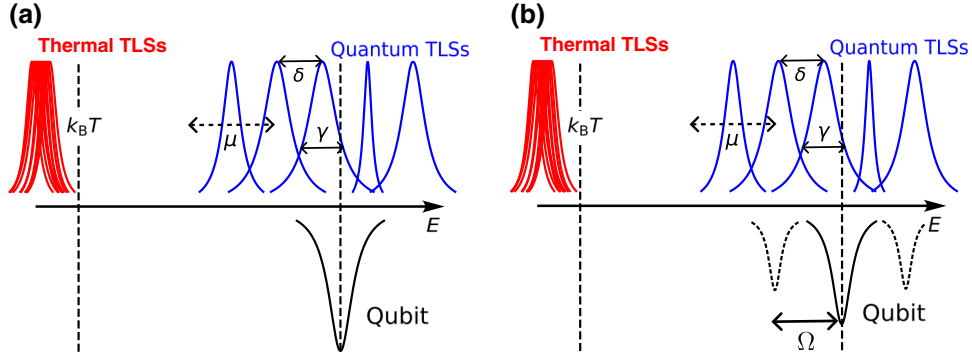 (a)
Thermal TLSs
Quantum TLSs
δ
k_BT
μ
γ
E
Qubit
(b)
Thermal TLSs
Quantum TLSs
δ
k_BT
μ
γ
E
Qubit
Ω